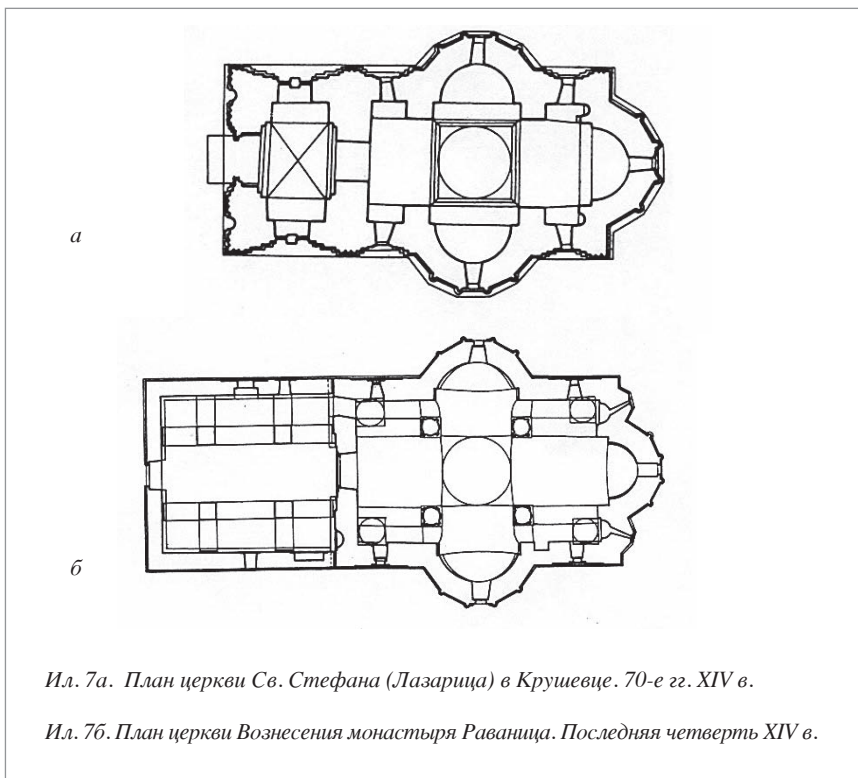 а
б
Ил. 7а. План церкви Св. Стефана (Лазарица) в Крушевце. 70-е гг. XIV в.
Ил. 7б. План церкви Вознесения монастыря Раваница. Последняя четверть XIV в.